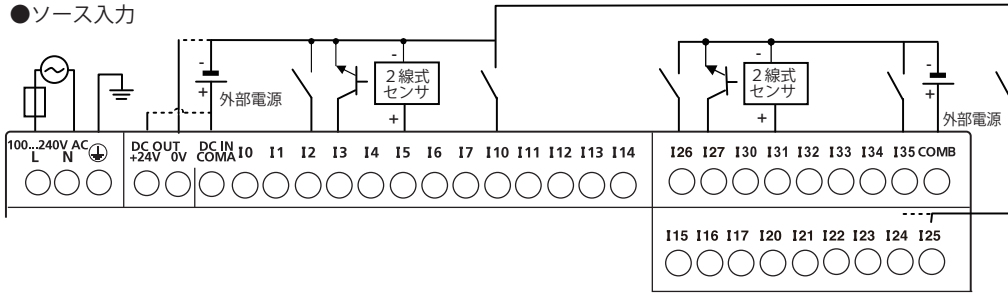 ●ソース入力
- - -
２線式
センサ
２線式
センサ
+ 外部電源 +
+ + 外部電源
100...240V AC
L N
DC OUT
+24V 0V
DC IN
COMA
I0 I1 I2 I3 I4 I5 I6 I7 I10 I11 I12 I13 I14
I26 I27 I30 I31 I32 I33 I34 I35 COMB
I15 I16 I17 I20 I21 I22 I23 I24 I25